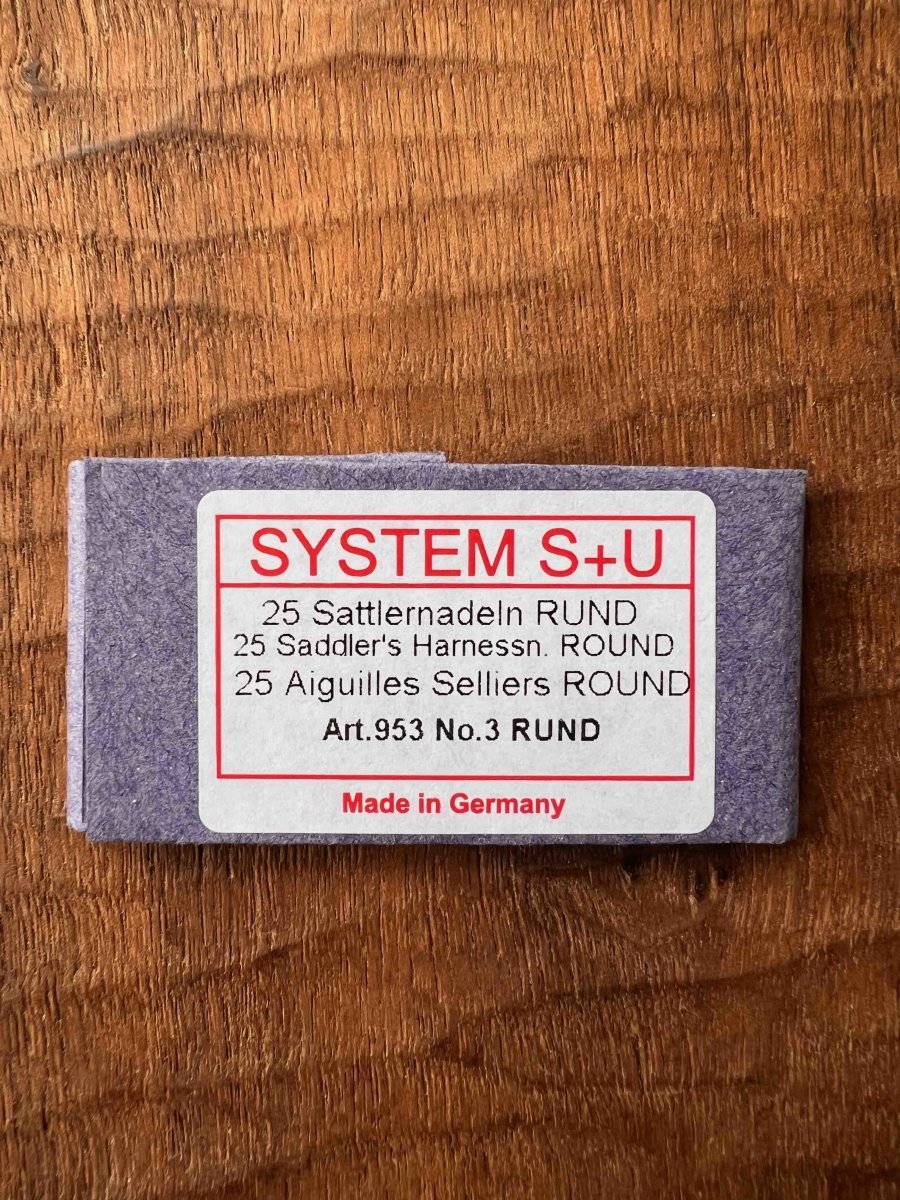 SYSTEM S+U
25 Sattlernadeln RUND
25 Saddler's Harnessn. ROUND
25 Aiguilles Selliers ROUND
Art.953 No.3 RUND
Made in Germany